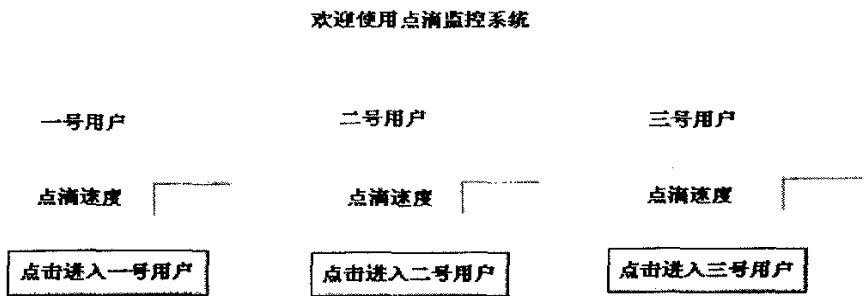 欢迎使用点滴监控系统
一号用户 二号用户 三号用户
点滴速度 点滴速度 点滴速度
点击进入一号用户 点击进入二号用户 点击进入三号用户